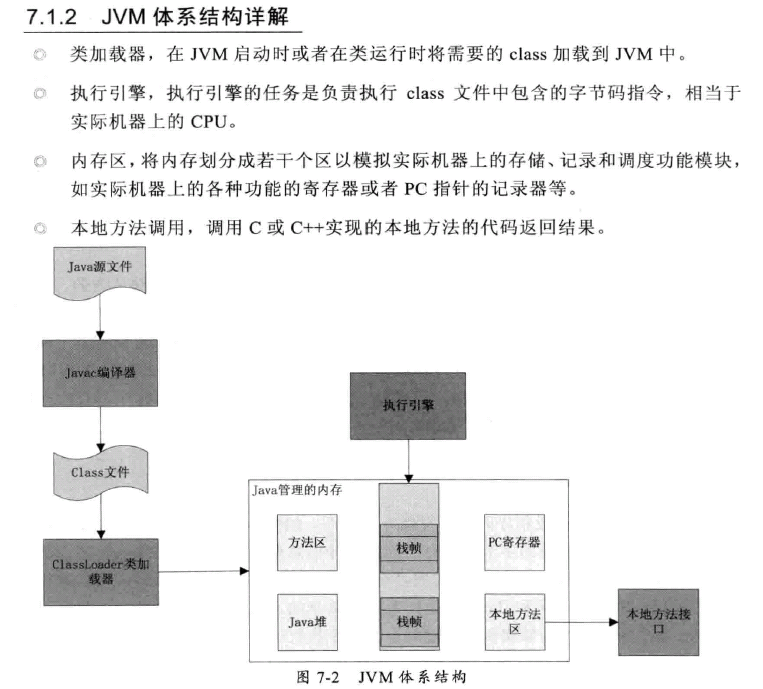 7.1.2 JVM 体系结构详解
类加载器，在 JVM 启动时或者在类运行时将需要的 class 加载到 JVM 中。
执行引擎，执行引擎的任务是负责执行 class 文件中包含的字节码指令，相当于
实际机器上的 CPU。
内存区，将内存划分成若干个区以模拟实际机器上的存储、记录和调度功能模块，
如实际机器上的各种功能的寄存器或者 PC 指针的记录器等。
本地方法调用，调用 C 或 C++实现的本地方法的代码返回结果。
Java源文件
Javac编译器
执行引擎
Class文件
Java管理的内存
方法区
栈帧
PC寄存器
ClassLoader类加
载器
Java堆
栈帧
本地方法
区
本地方法接
口
图 7-2 JVM 体系结构